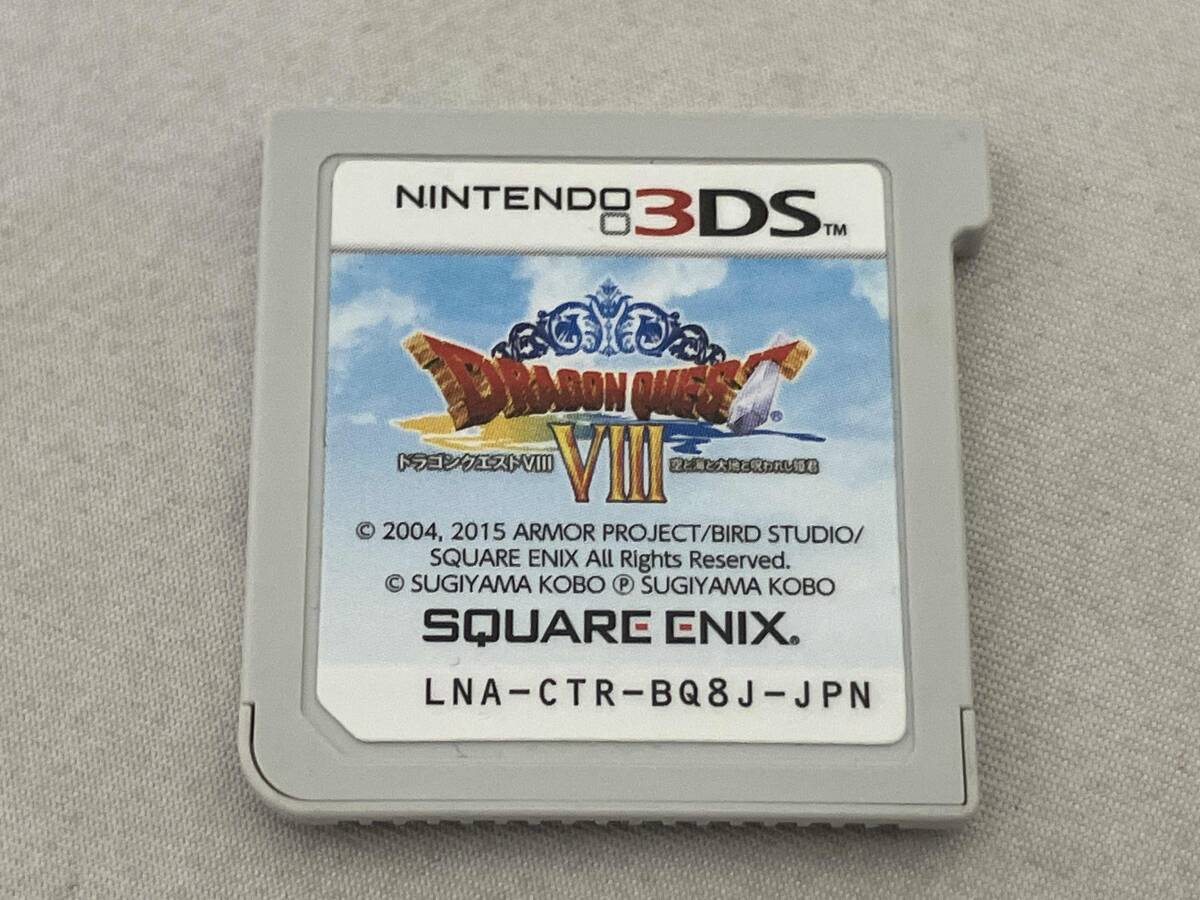 NINTENDO 3DS™
DRAGON QUEST®
ドラゴンクエストVIII VIII 空と海と大地と呪われし姫君
© 2004, 2015 ARMOR PROJECT/BIRD STUDIO/
SQUARE ENIX All Rights Reserved.
© SUGIYAMA KOBO ℗ SUGIYAMA KOBO
SQUARE ENIX®
LNA-CTR-BQ8J-JPN